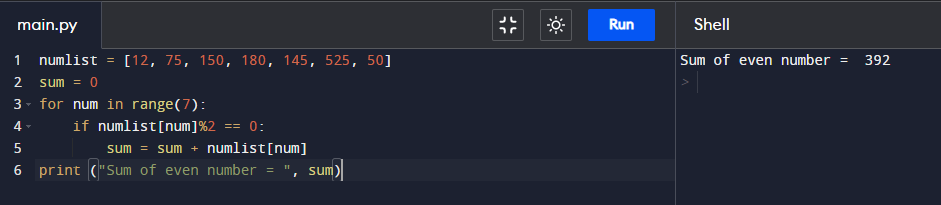 main.py Run Shell
1 numlist = [12, 75, 150, 180, 145, 525, 50]
2 sum = 0
3 for num in range(7):
4     if numlist[num]%2 == 0:
5         sum = sum + numlist[num]
6 print ("Sum of even number = ", sum)
Sum of even number =  392
>